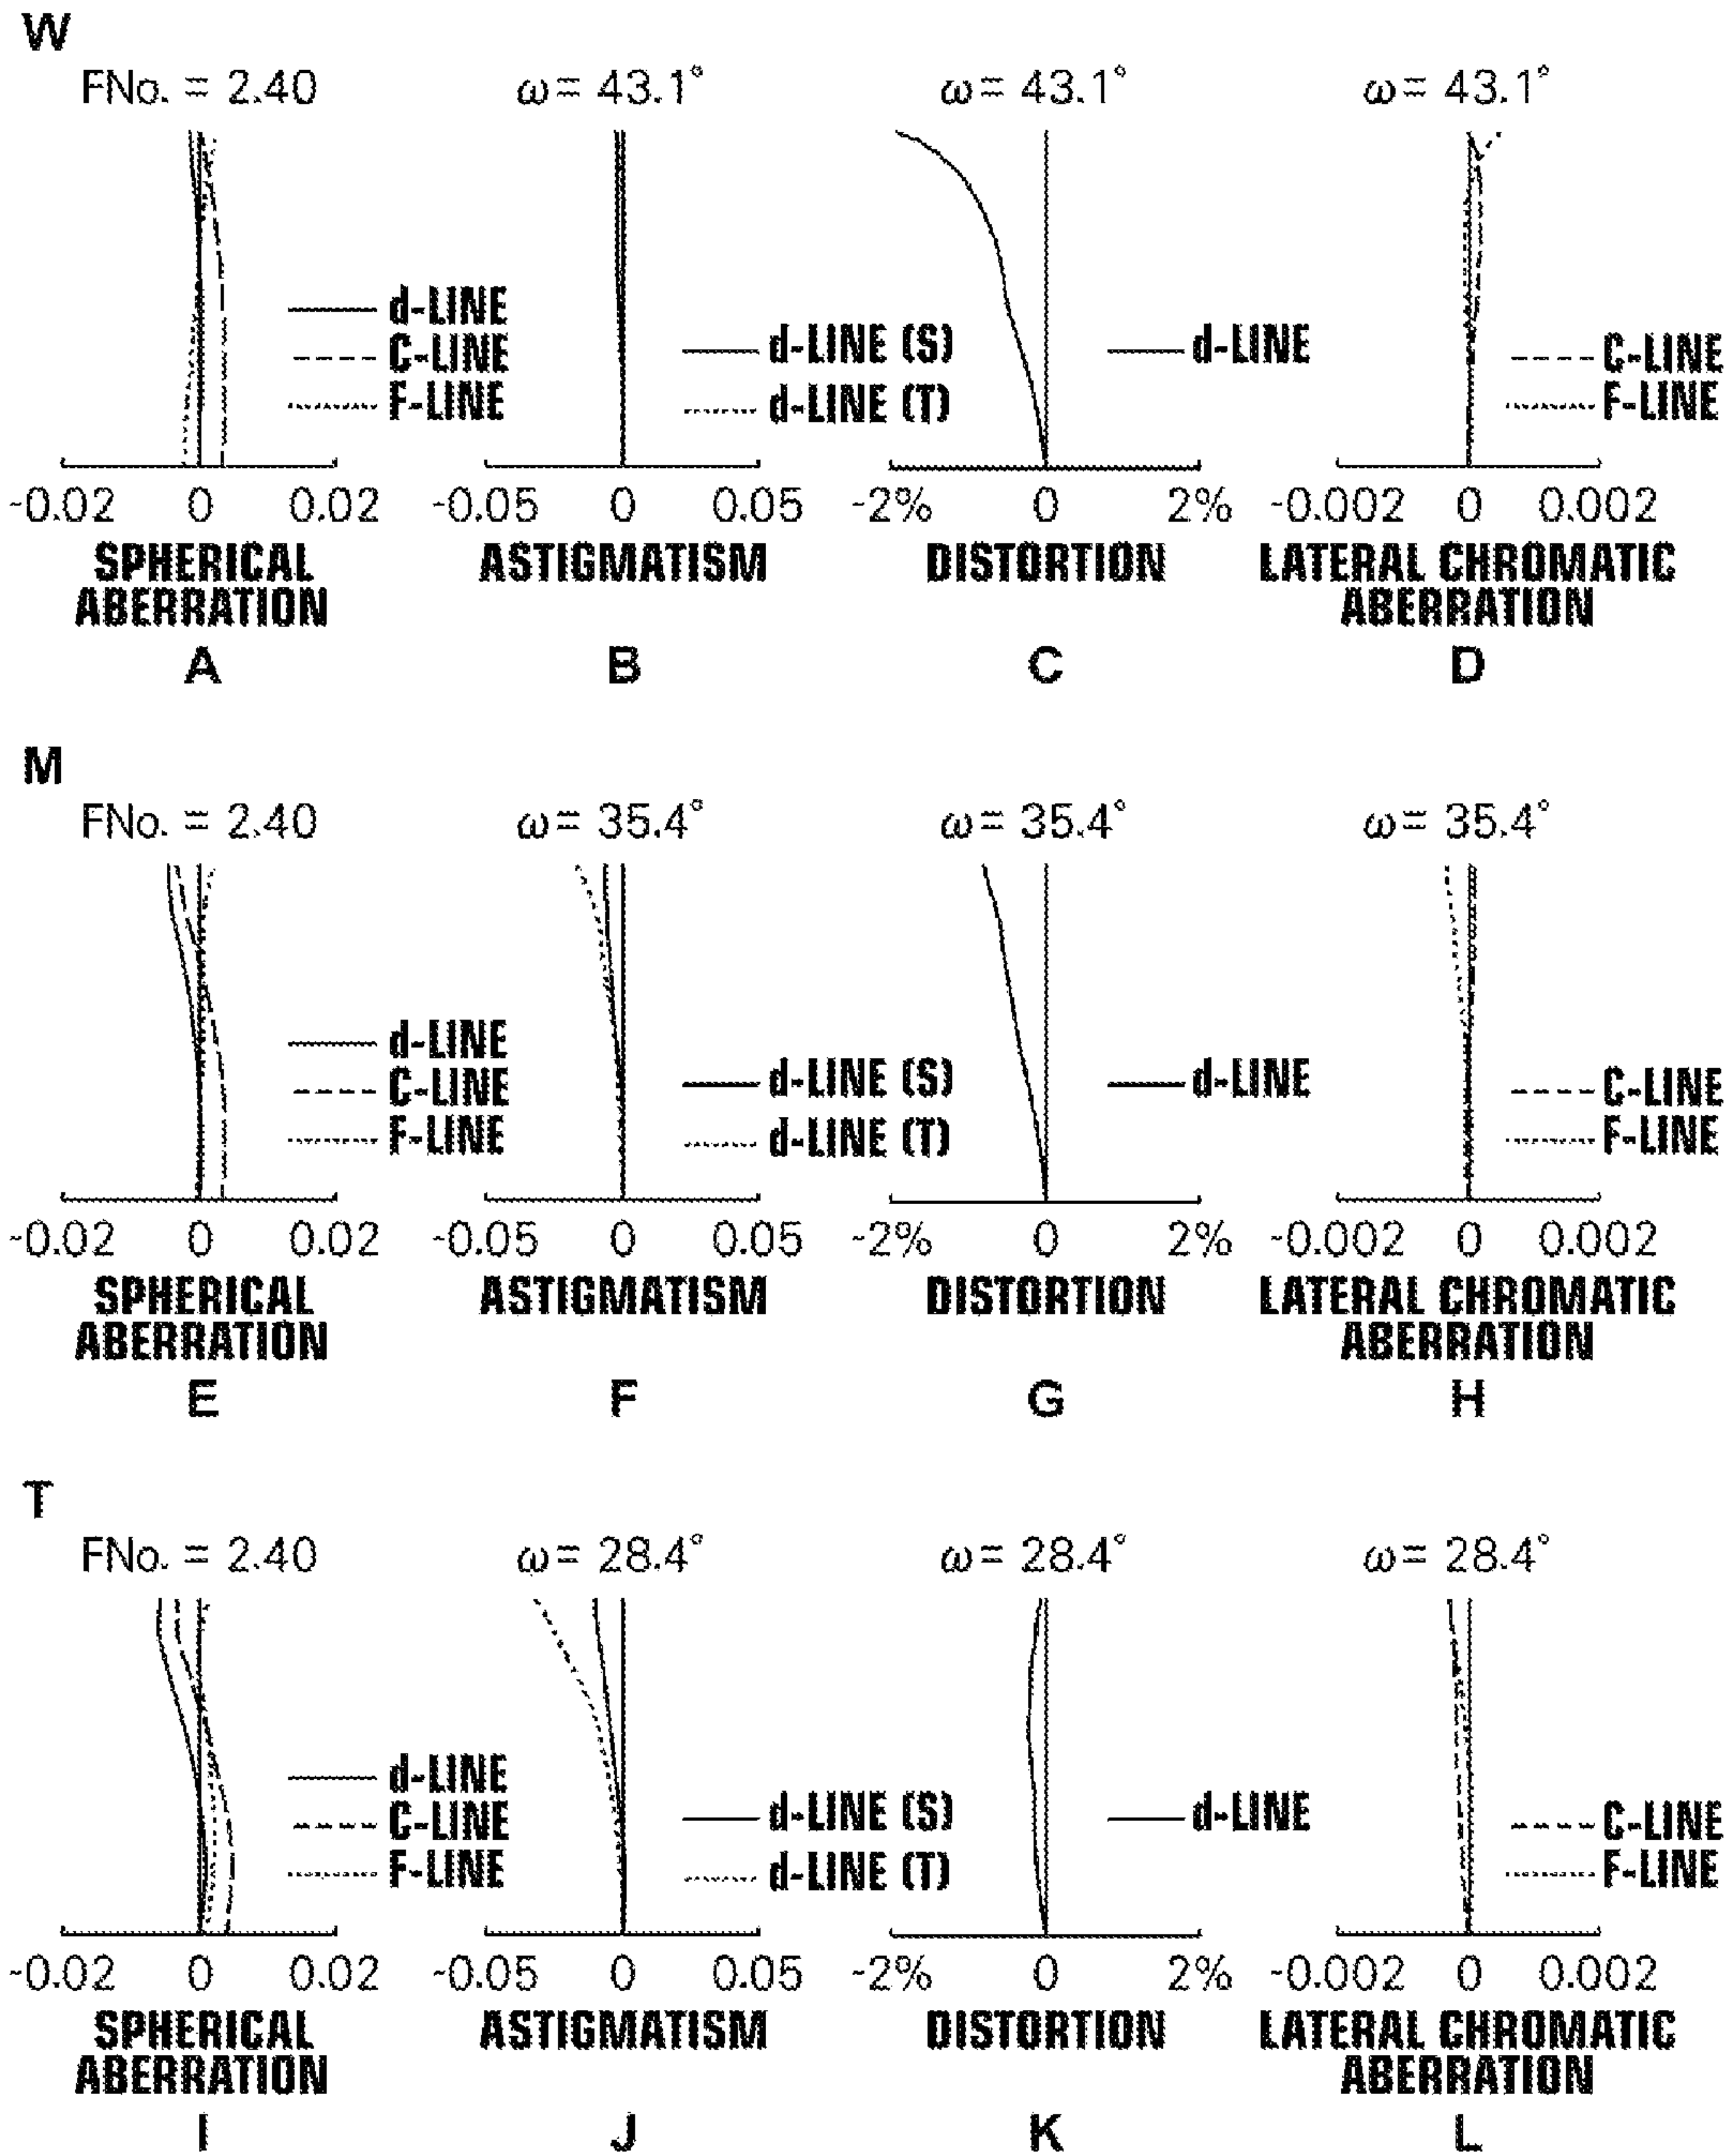 W
FNo. = 2.40
ω = 43.1°
ω = 43.1°
ω = 43.1°
d-LINE
C-LINE
F-LINE
d-LINE (S)
d-LINE (T)
d-LINE
C-LINE
F-LINE
-0.02 0 0.02
-0.05 0 0.05
-2% 0 2%
-0.002 0 0.002
SPHERICAL
ABERRATION
ASTIGMATISM
DISTORTION
LATERAL CHROMATIC
ABERRATION
A
B
C
D
M
FNo. = 2.40
ω = 35.4°
ω = 35.4°
ω = 35.4°
d-LINE
C-LINE
F-LINE
d-LINE (S)
d-LINE (T)
d-LINE
C-LINE
F-LINE
-0.02 0 0.02
-0.05 0 0.05
-2% 0 2%
-0.002 0 0.002
SPHERICAL
ABERRATION
ASTIGMATISM
DISTORTION
LATERAL CHROMATIC
ABERRATION
E
F
G
H
T
FNo. = 2.40
ω = 28.4°
ω = 28.4°
ω = 28.4°
d-LINE
C-LINE
F-LINE
d-LINE (S)
d-LINE (T)
d-LINE
C-LINE
F-LINE
-0.02 0 0.02
-0.05 0 0.05
-2% 0 2%
-0.002 0 0.002
SPHERICAL
ABERRATION
ASTIGMATISM
DISTORTION
LATERAL CHROMATIC
ABERRATION
I
J
K
L